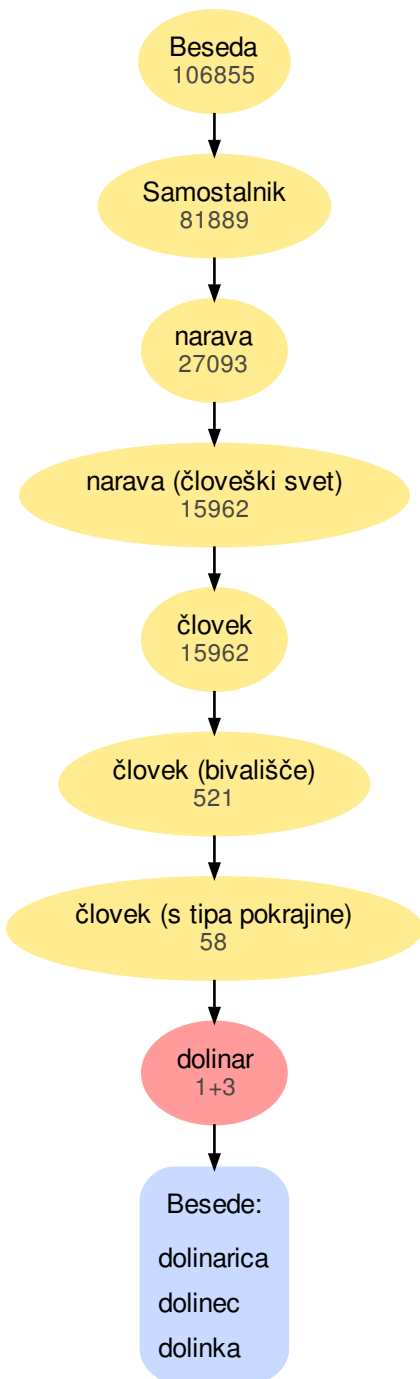 Beseda
106855
Samostalnik
81889
narava
27093
narava (človeški svet)
15962
človek
15962
človek (bivališče)
521
človek (s tipa pokrajine)
58
dolinar
1+3
Besede:
dolinarica
dolinec
dolinka